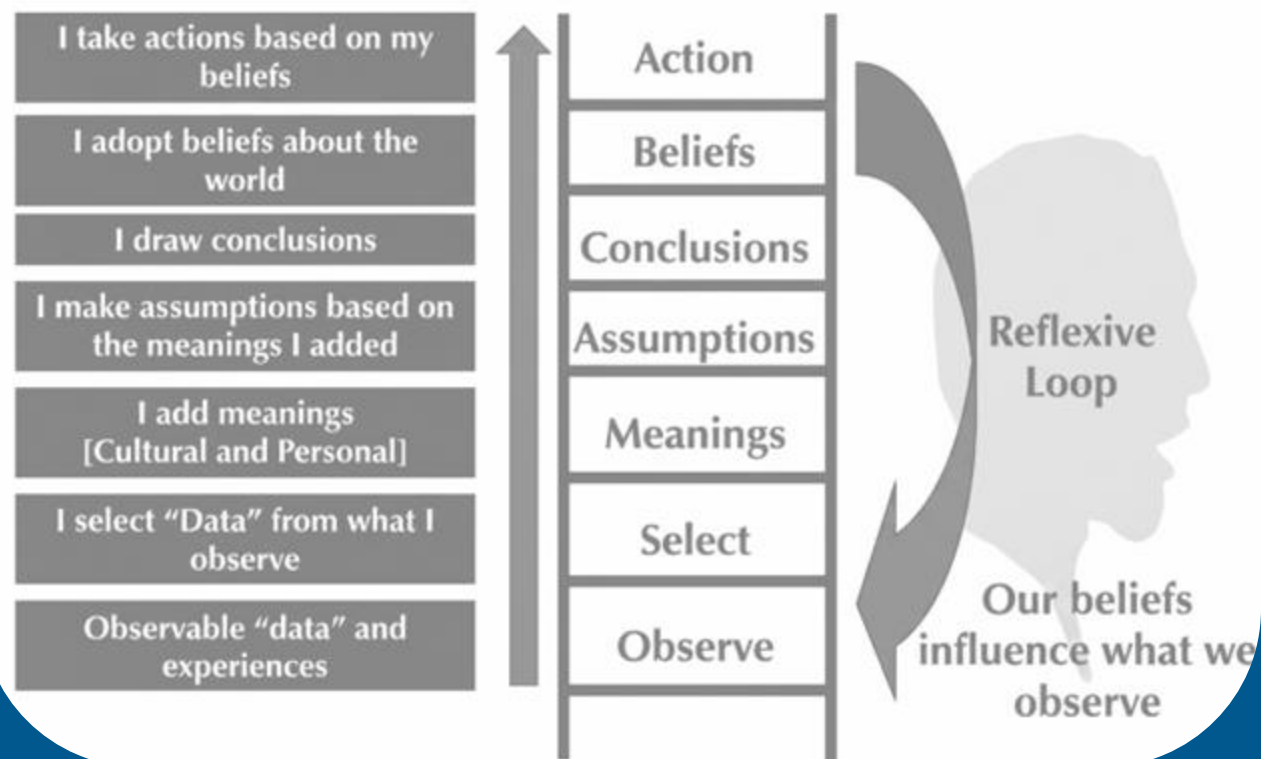 I take actions based on my
beliefs
I adopt beliefs about the
world
I draw conclusions
I make assumptions based on
the meanings I added
I add meanings
[Cultural and Personal]
I select “Data” from what I
observe
Observable “data” and
experiences
Action
Beliefs
Conclusions
Assumptions
Meanings
Select
Observe
Reflexive
Loop
Our beliefs
influence what we
observe